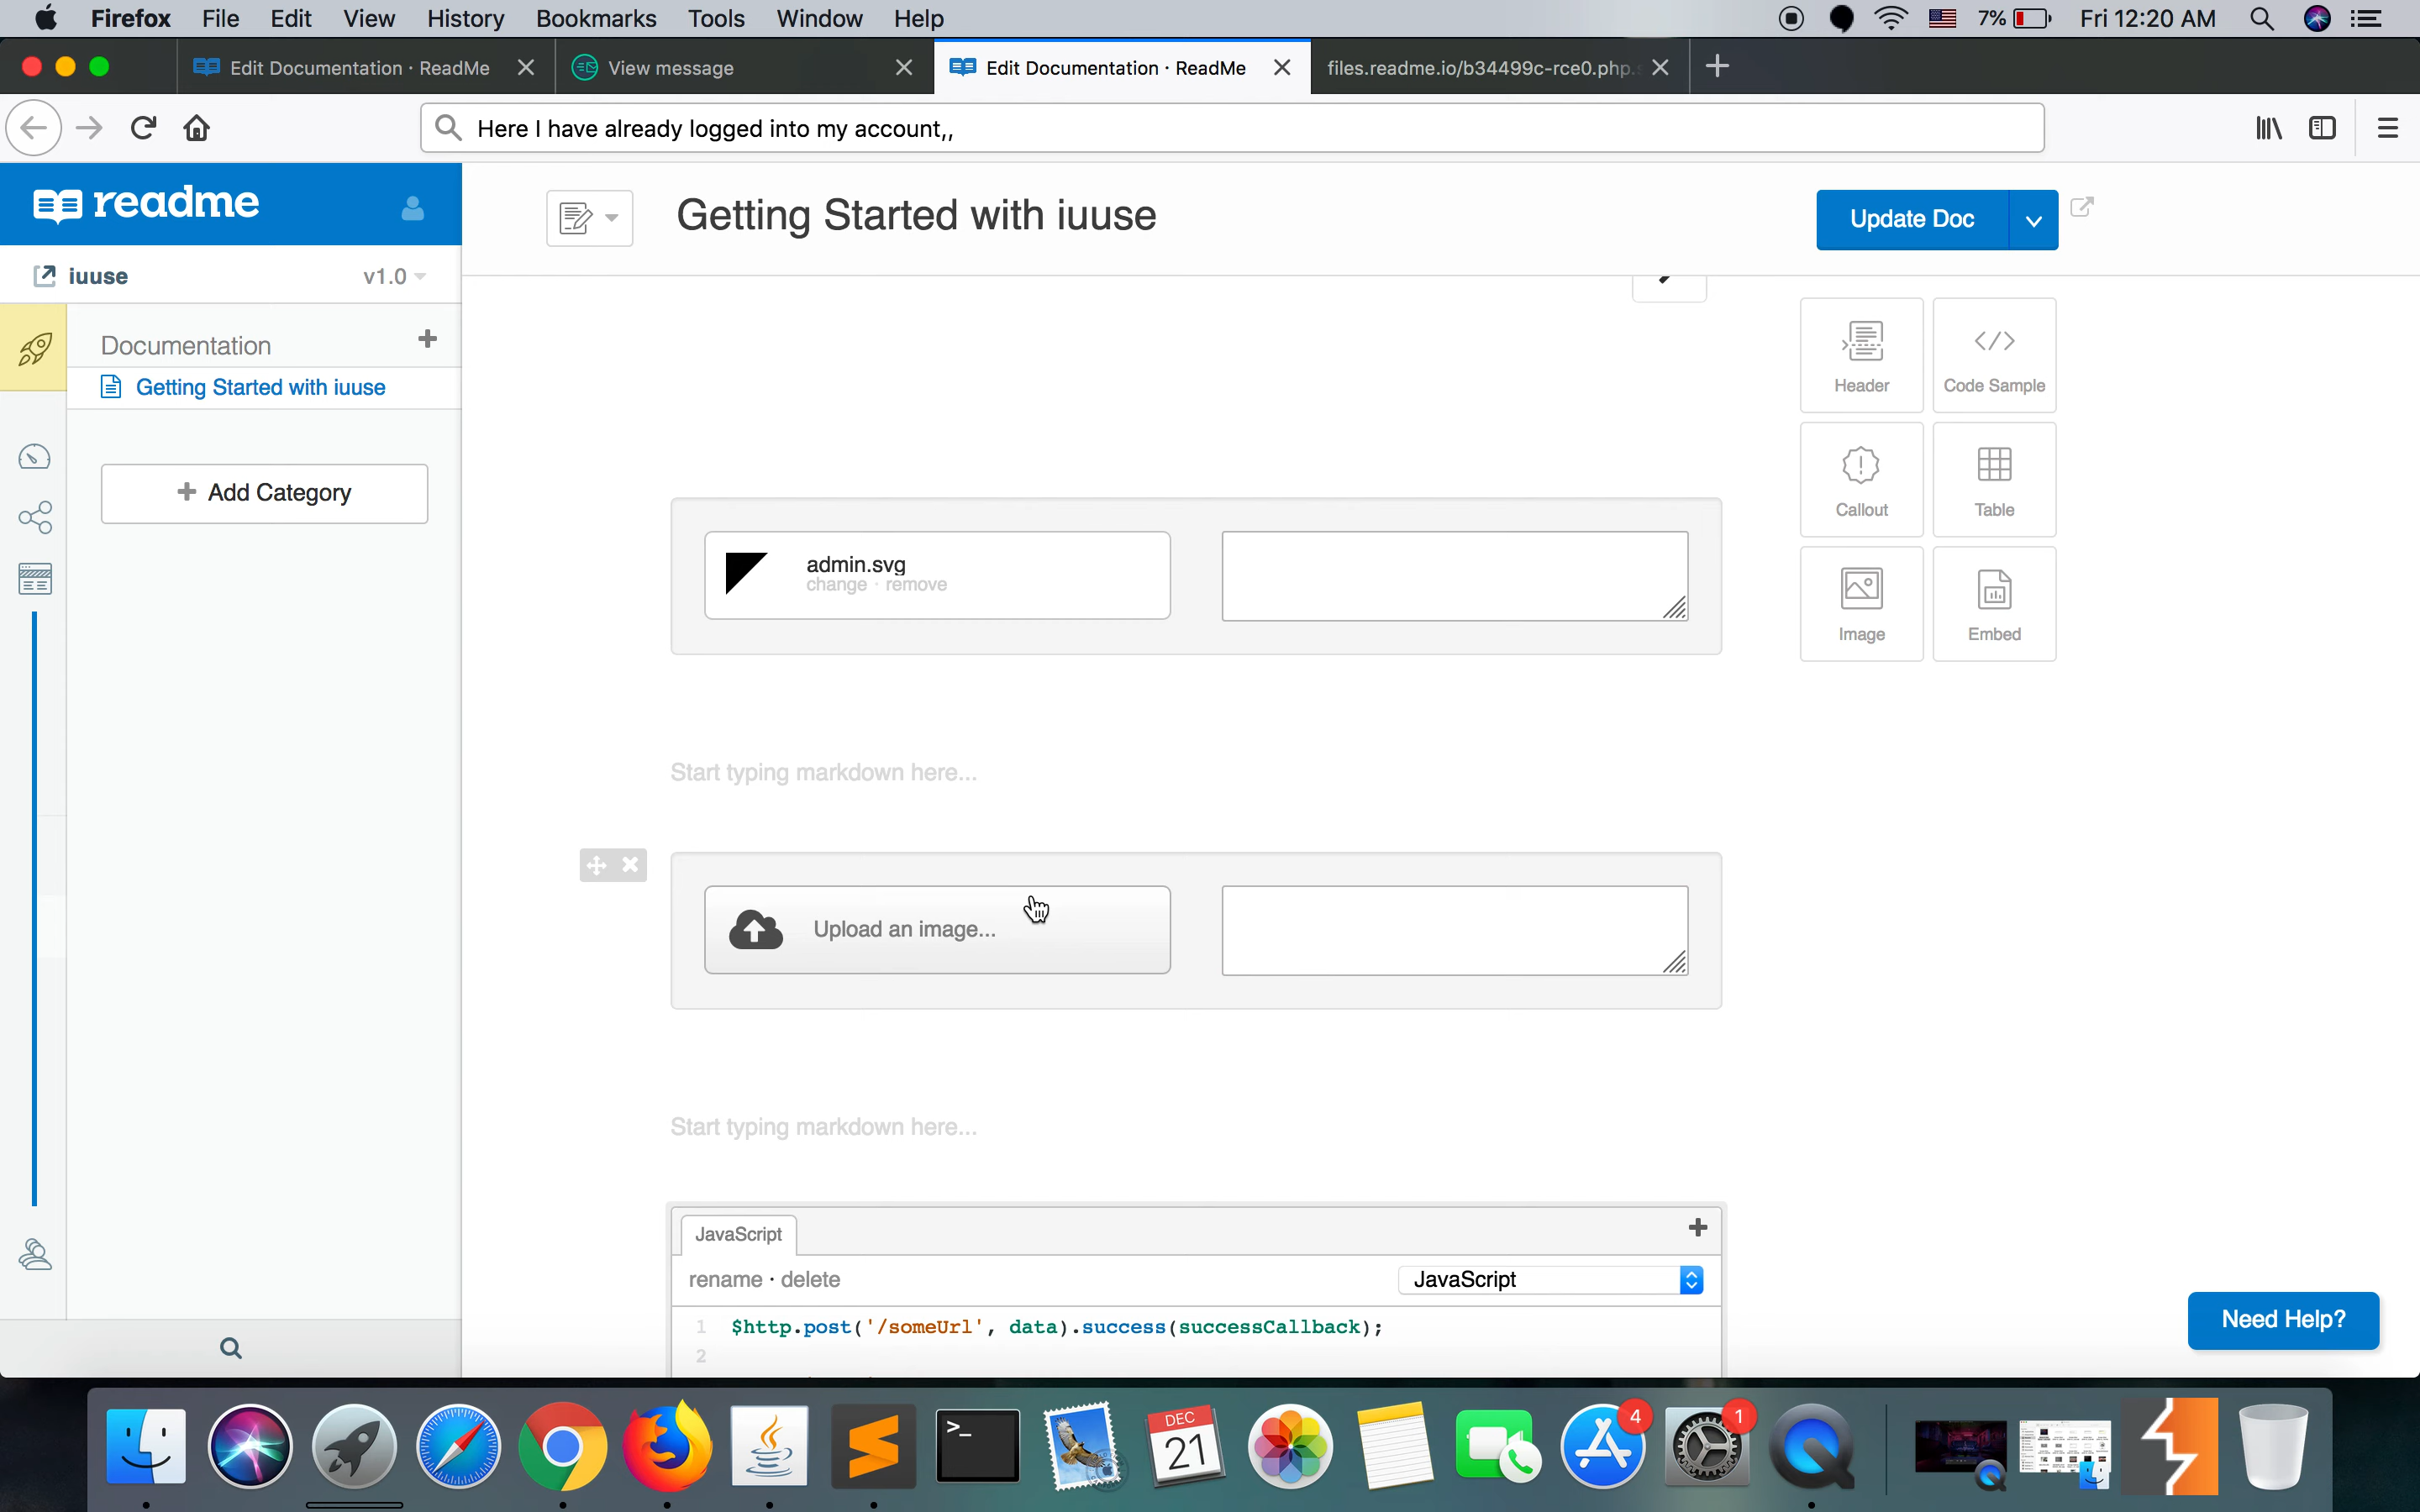 Firefox File Edit View History Bookmarks Tools Window Help 7% Fri 12:20 AM
Edit Documentation · ReadMe View message Edit Documentation · ReadMe files.readme.io/b34499c-rce0.php.
Here I have already logged into my account,,
readme
Getting Started with iuuse
Update Doc
iuuse v1.0
Documentation
Getting Started with iuuse
Header Code Sample
Add Category
Callout Table
admin.svg
change · remove
Image Embed
Start typing markdown here...
Upload an image...
Start typing markdown here...
JavaScript
rename · delete JavaScript
1 $http.post('/someUrl', data).success(successCallback);
2
Need Help?
DEC
21
4
1